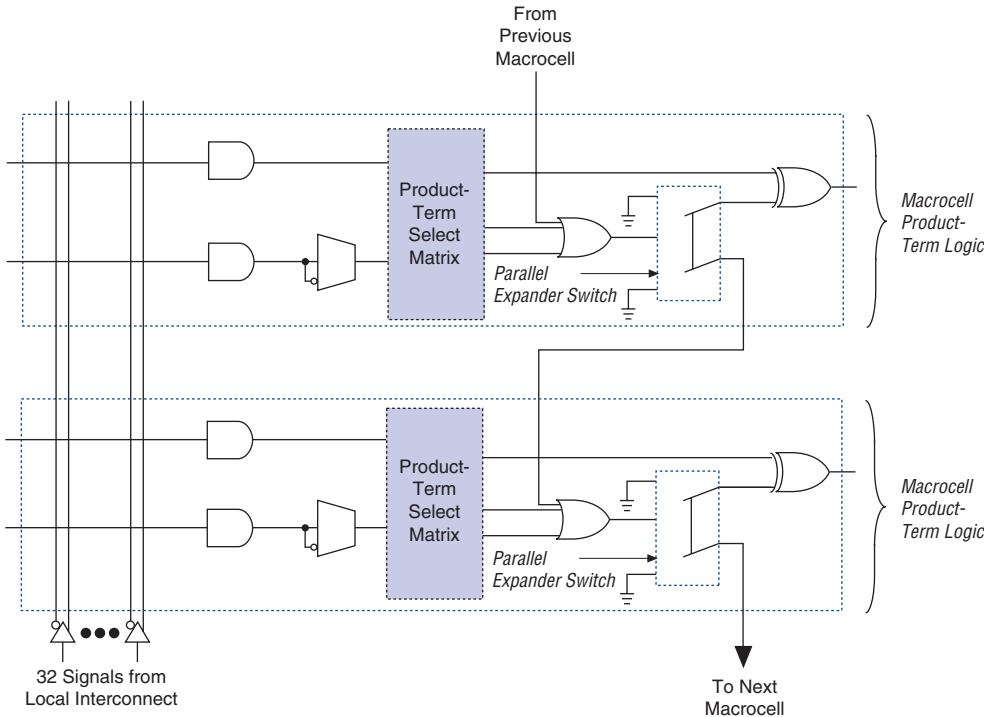 From
Previous
Macrocell
Product-
Term
Select
Matrix
Macrocell
Product-
Term Logic
Parallel
Expander Switch
Product-
Term
Select
Matrix
Macrocell
Product-
Term Logic
Parallel
Expander Switch
32 Signals from
Local Interconnect
To Next
Macrocell